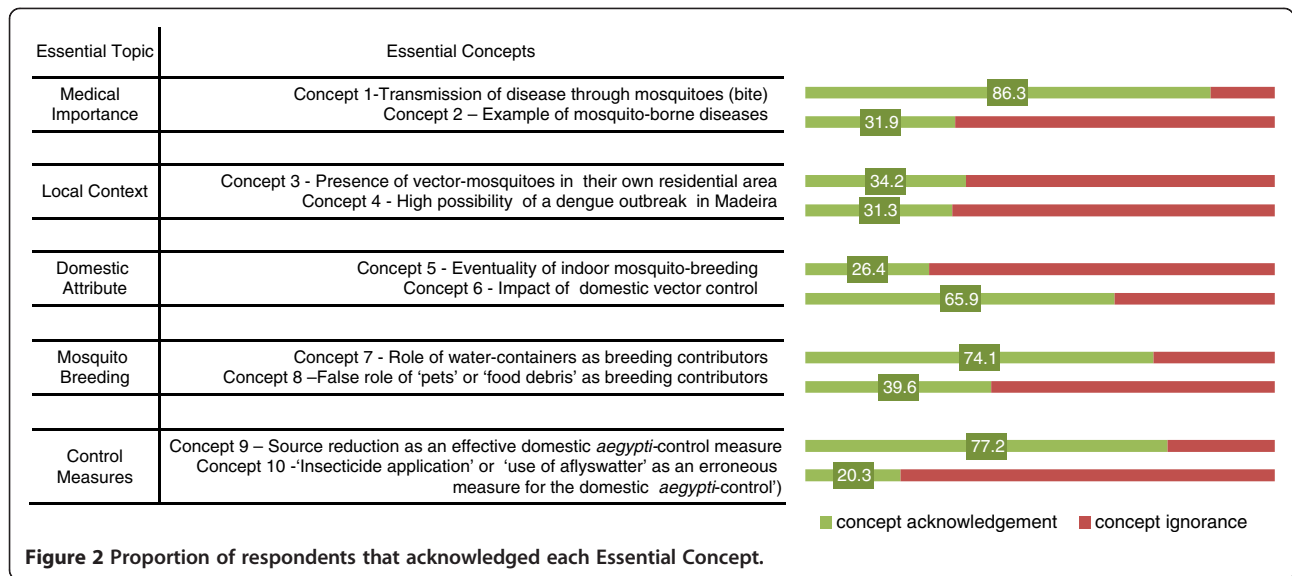 Essential Topic Essential Concepts
Medical Importance
Concept 1-Transmission of disease through mosquitoes (bite) 86.3
Concept 2 – Example of mosquito-borne diseases 31.9
Local Context
Concept 3 - Presence of vector-mosquitoes in their own residential area 34.2
Concept 4 - High possibility of a dengue outbreak in Madeira 31.3
Domestic Attribute
Concept 5 - Eventuality of indoor mosquito-breeding 26.4
Concept 6 - Impact of domestic vector control 65.9
Mosquito Breeding
Concept 7 - Role of water-containers as breeding contributors 74.1
Concept 8 –False role of ‘pets’ or ‘food debris’ as breeding contributors 39.6
Control Measures
Concept 9 – Source reduction as an effective domestic aegypti-control measure 77.2
Concept 10 -‘Insecticide application’ or ‘use of aflyswatter’ as an erroneous
measure for the domestic aegypti-control’) 20.3
concept acknowledgement concept ignorance
Figure 2 Proportion of respondents that acknowledged each Essential Concept.